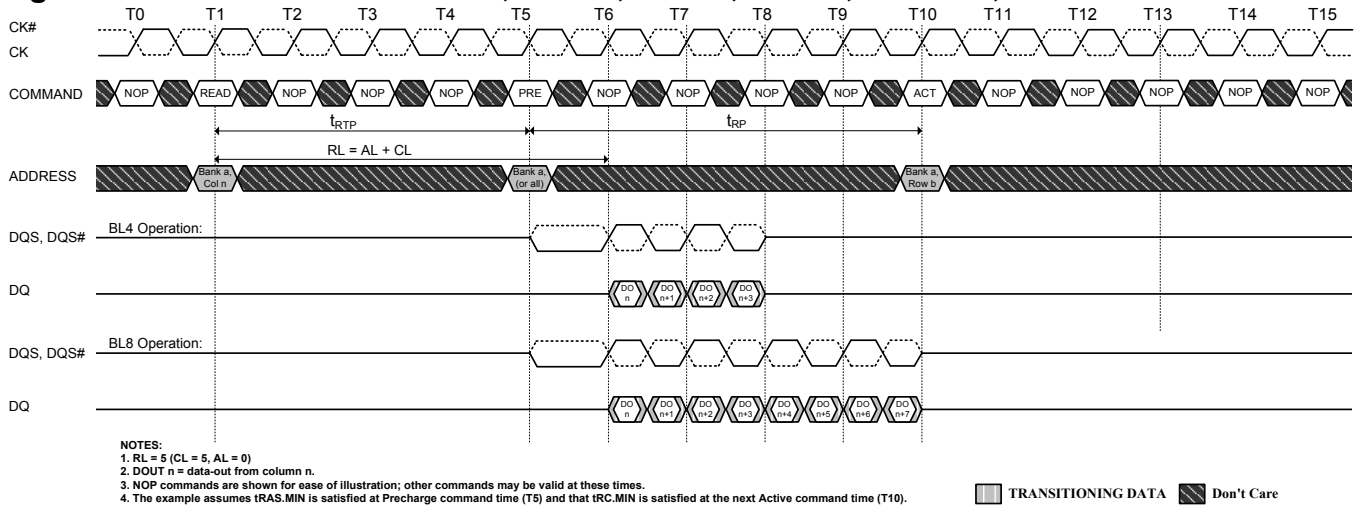 T0 T1 T2 T3 T4 T5 T6 T7 T8 T9 T10 T11 T12 T13 T14 T15
CK#
CK
COMMAND NOP READ NOP NOP NOP PRE NOP NOP NOP NOP ACT NOP NOP NOP NOP NOP
tRTP tRP
RL = AL + CL
ADDRESS
Bank a, Bank a, Bank a,
Col n (or all) Row b
BL4 Operation:
DQS, DQS#
DQ
DO DO DO DO
n n+1 n+2 n+3
BL8 Operation:
DQS, DQS#
DQ
DO DO DO DO DO DO DO DO
n n+1 n+2 n+3 n+4 n+5 n+6 n+7
NOTES:
1. RL = 5 (CL = 5, AL = 0)
2. DOUT n = data-out from column n.
3. NOP commands are shown for ease of illustration; other commands may be valid at these times.
4. The example assumes tRAS.MIN is satisfied at Precharge command time (T5) and that tRC.MIN is satisfied at the next Active command time (T10).
TRANSITIONING DATA Don't Care